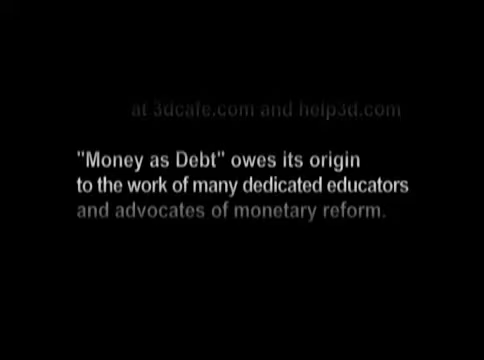 at 3dcafe.com and help3d.com
"Money as Debt" owes its origin
to the work of many dedicated educators
and advocates of monetary reform.